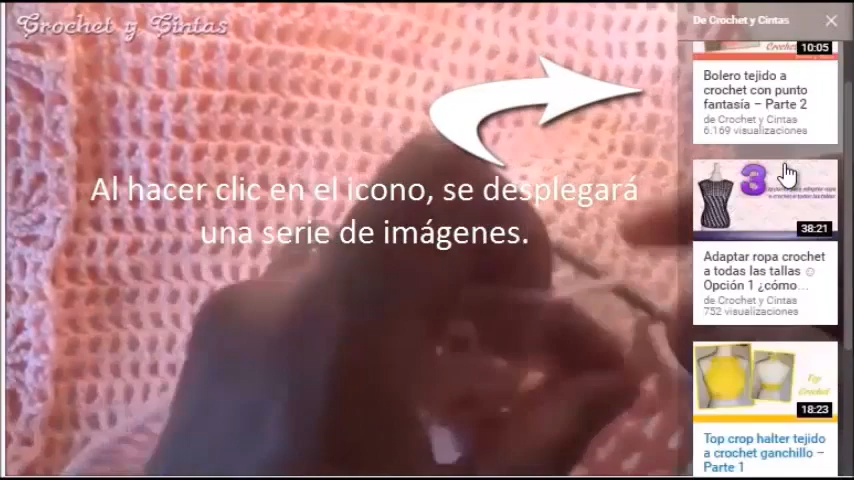 Crochet y Cintas
De Crochet y Cintas
10:05
Bolero tejido a
crochet con punto
fantasía – Parte 2
de Crochet y Cintas
6.169 visualizaciones
Al hacer clic en el icono, se desplegará
una serie de imágenes.
3
38:21
Adaptar ropa crochet
a todas las tallas ☺
Opción 1 ¿cómo...
de Crochet y Cintas
752 visualizaciones
Top
Crochet
18:23
Top crop halter tejido
a crochet ganchillo –
Parte 1